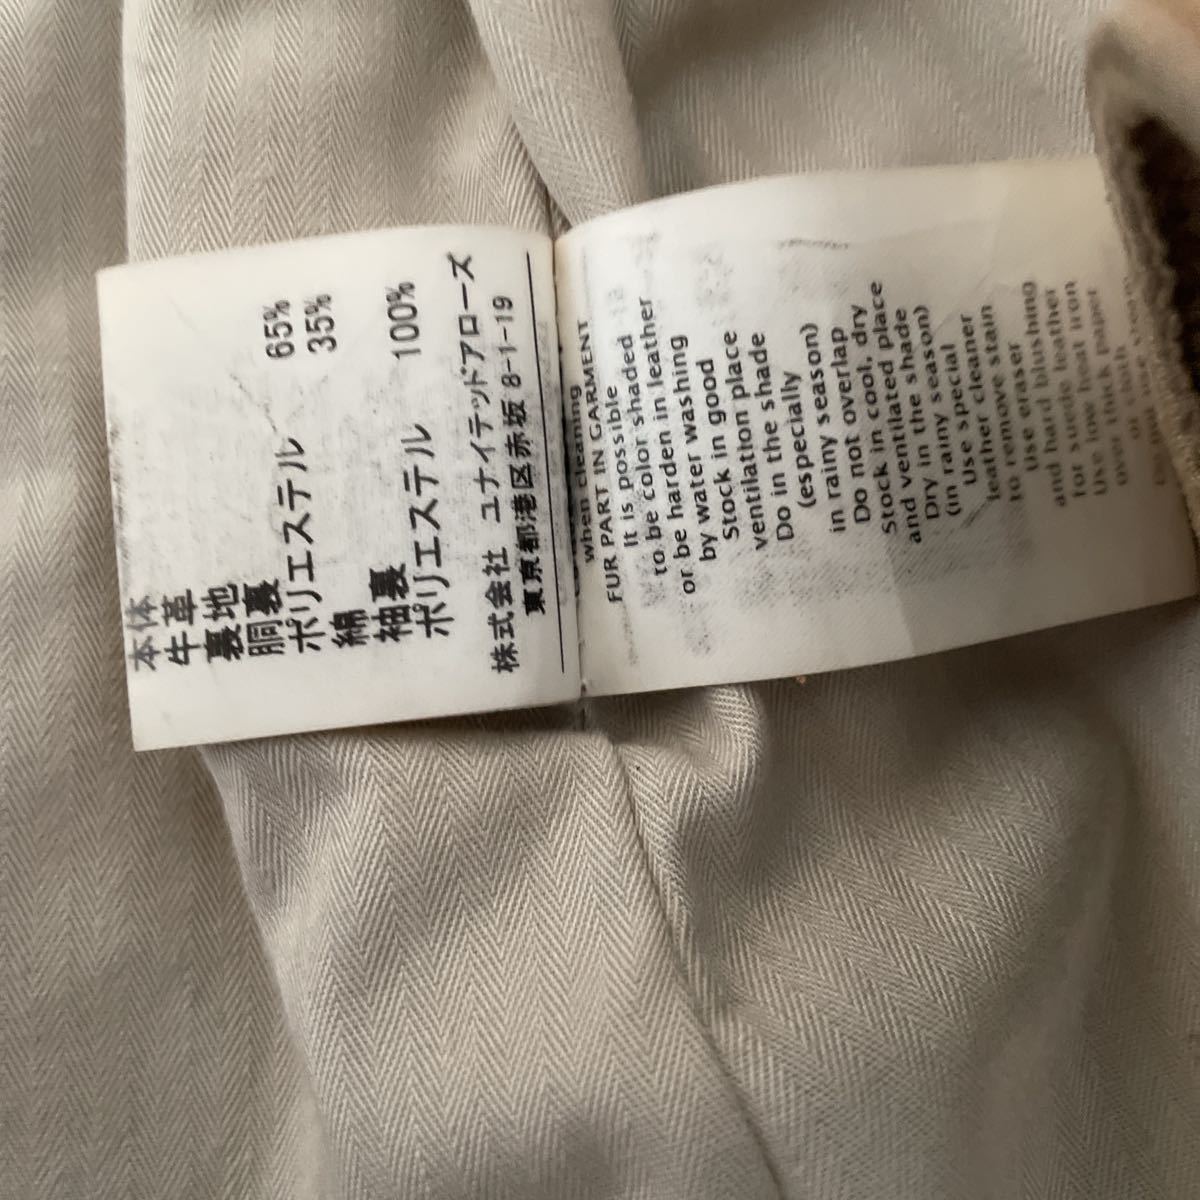 本体
牛革
裏地
胴裏
ポリエステル 65%
綿 35%
袖裏
ポリエステル 100%
株式会社 ユナイテッドアローズ
東京都港区赤坂 8-1-19
when cleaning
FUR PART IN GARMENT
It is possible
to be color shaded
to be harden in leather
or be harden in leather
by water washing
Stock in good
ventilation place
Do in the shade
(especially
in rainy season)
Do not overlap
Stock in cool, dry
and ventilated place
Dry in the shade
(in rainy season)
Use special
leather cleaner
to remove stain
Use eraser
and hard blushing
for suede leather
Use low heat iron
over thick paper